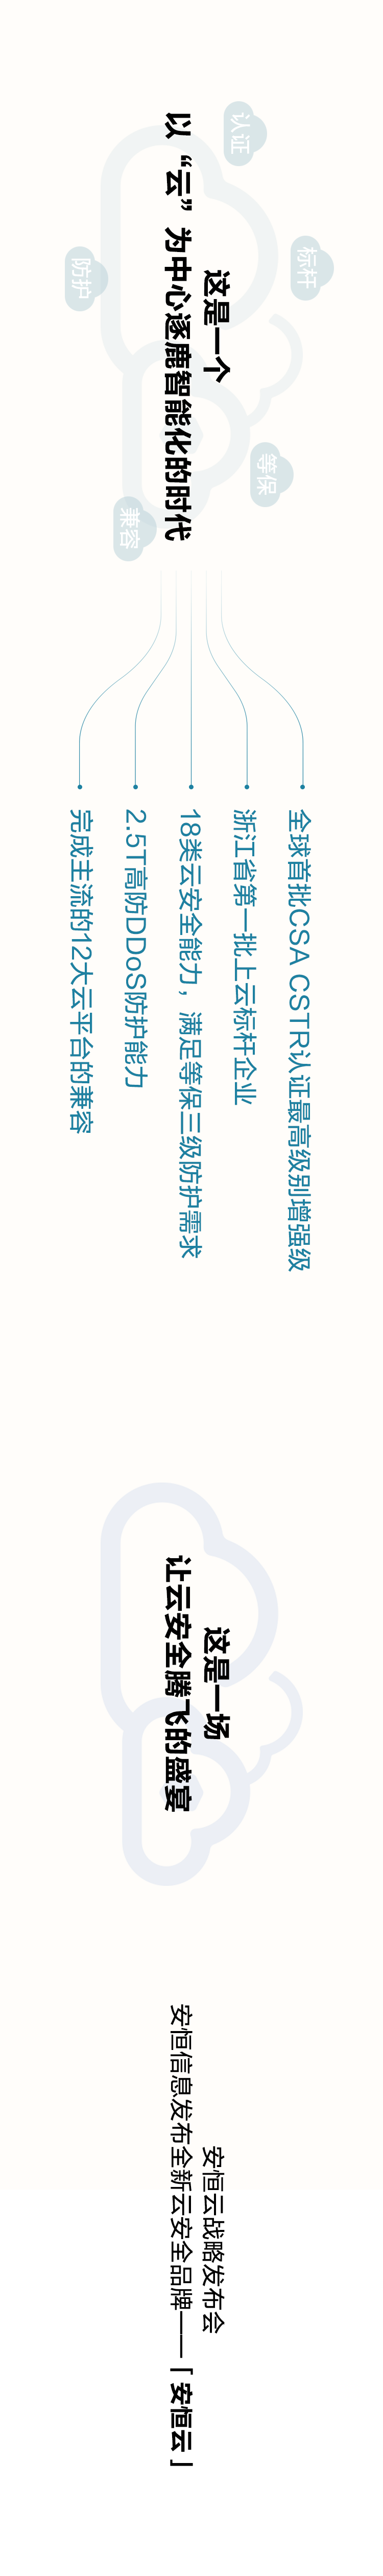 认证
标杆
等保
防护
兼容
这是一个
以“云”为中心逐鹿智能化的时代
全球首批CSA CSTR认证最高级别增强级
浙江省第一批上云标杆企业
18类云安全能力，满足等保三级防护需求
2.5T高防DDoS防护能力
完成主流的12大云平台的兼容
这是一场
让云安全腾飞的盛宴
安恒云战略发布会
安恒信息发布全新云安全品牌——「安恒云」